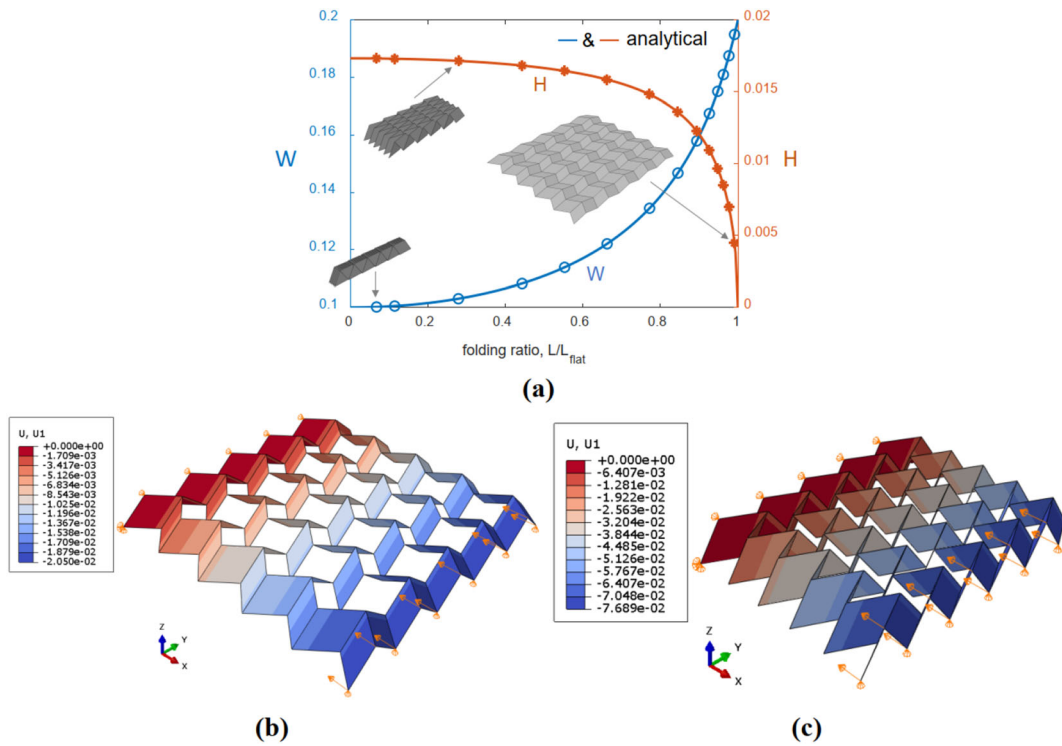 0.2
0.18
0.16
W
0.14
0.12
0.1
& analytical
H
W
0.02
0.015
H
0.01
0.005
0
0 0.2 0.4 0.6 0.8 1
folding ratio, L/L_flat
(a)
U, U1
+0.000e+00
-1.709e-03
-3.417e-03
-5.126e-03
-6.834e-03
-8.543e-03
-1.025e-02
-1.196e-02
-1.367e-02
-1.538e-02
-1.709e-02
-1.879e-02
-2.050e-02
Z
Y
X
(b)
U, U1
+0.000e+00
-6.407e-03
-1.281e-02
-1.922e-02
-2.563e-02
-3.204e-02
-3.844e-02
-4.485e-02
-5.126e-02
-5.767e-02
-6.407e-02
-7.048e-02
-7.689e-02
Z
Y
X
(c)